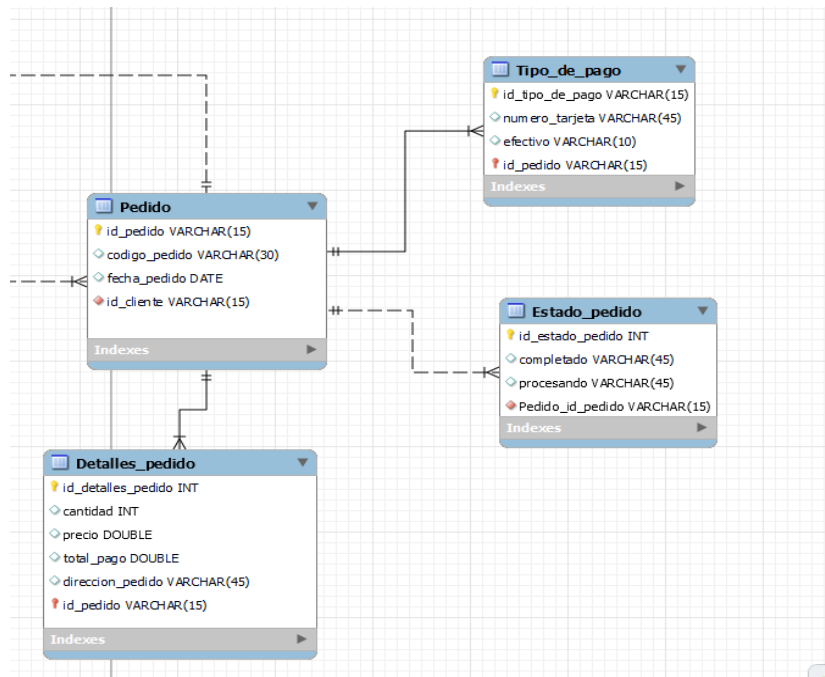 Tipo_de_pago
id_tipo_de_pago VARCHAR(15)
numero_tarjeta VARCHAR(45)
efectivo VARCHAR(10)
id_pedido VARCHAR(15)
Indexes
Pedido
id_pedido VARCHAR(15)
codigo_pedido VARCHAR(30)
fecha_pedido DATE
id_cliente VARCHAR(15)
Indexes
Estado_pedido
id_estado_pedido INT
completado VARCHAR(45)
procesando VARCHAR(45)
Pedido_id_pedido VARCHAR(15)
Indexes
Detalles_pedido
id_detalles_pedido INT
cantidad INT
precio DOUBLE
total_pago DOUBLE
direccion_pedido VARCHAR(45)
id_pedido VARCHAR(15)
Indexes